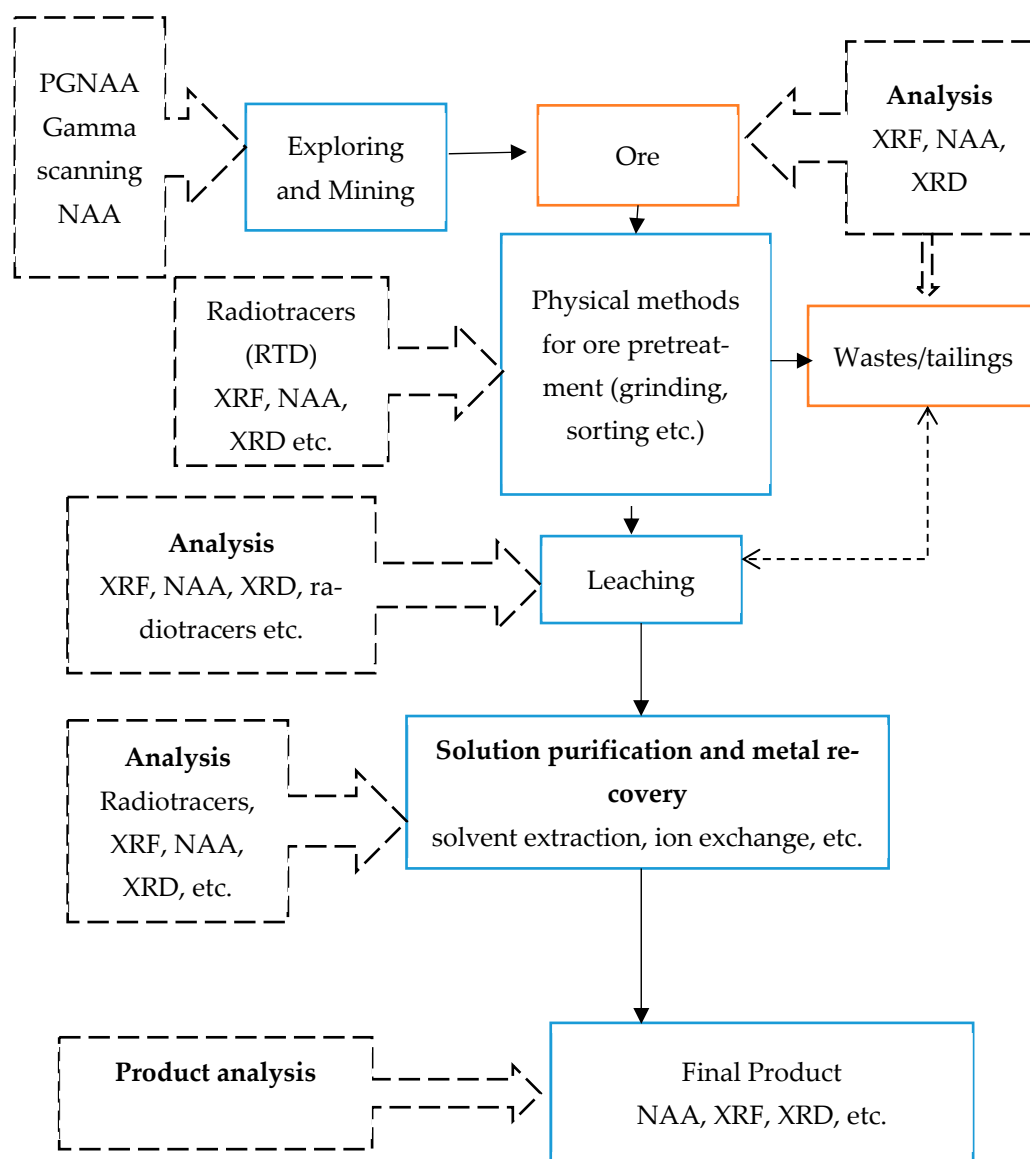 PGNAA
Gamma
scanning
NAA
Exploring
and Mining
Ore
Analysis
XRF, NAA,
XRD
Radiotracers
(RTD)
XRF, NAA,
XRD etc.
Physical methods
for ore pretreat-
ment (grinding,
sorting etc.)
Wastes/tailings
Analysis
XRF, NAA, XRD, ra-
diotracers etc.
Leaching
Analysis
Radiotracers,
XRF, NAA,
XRD, etc.
Solution purification and metal re-
covery
solvent extraction, ion exchange, etc.
Product analysis
Final Product
NAA, XRF, XRD, etc.